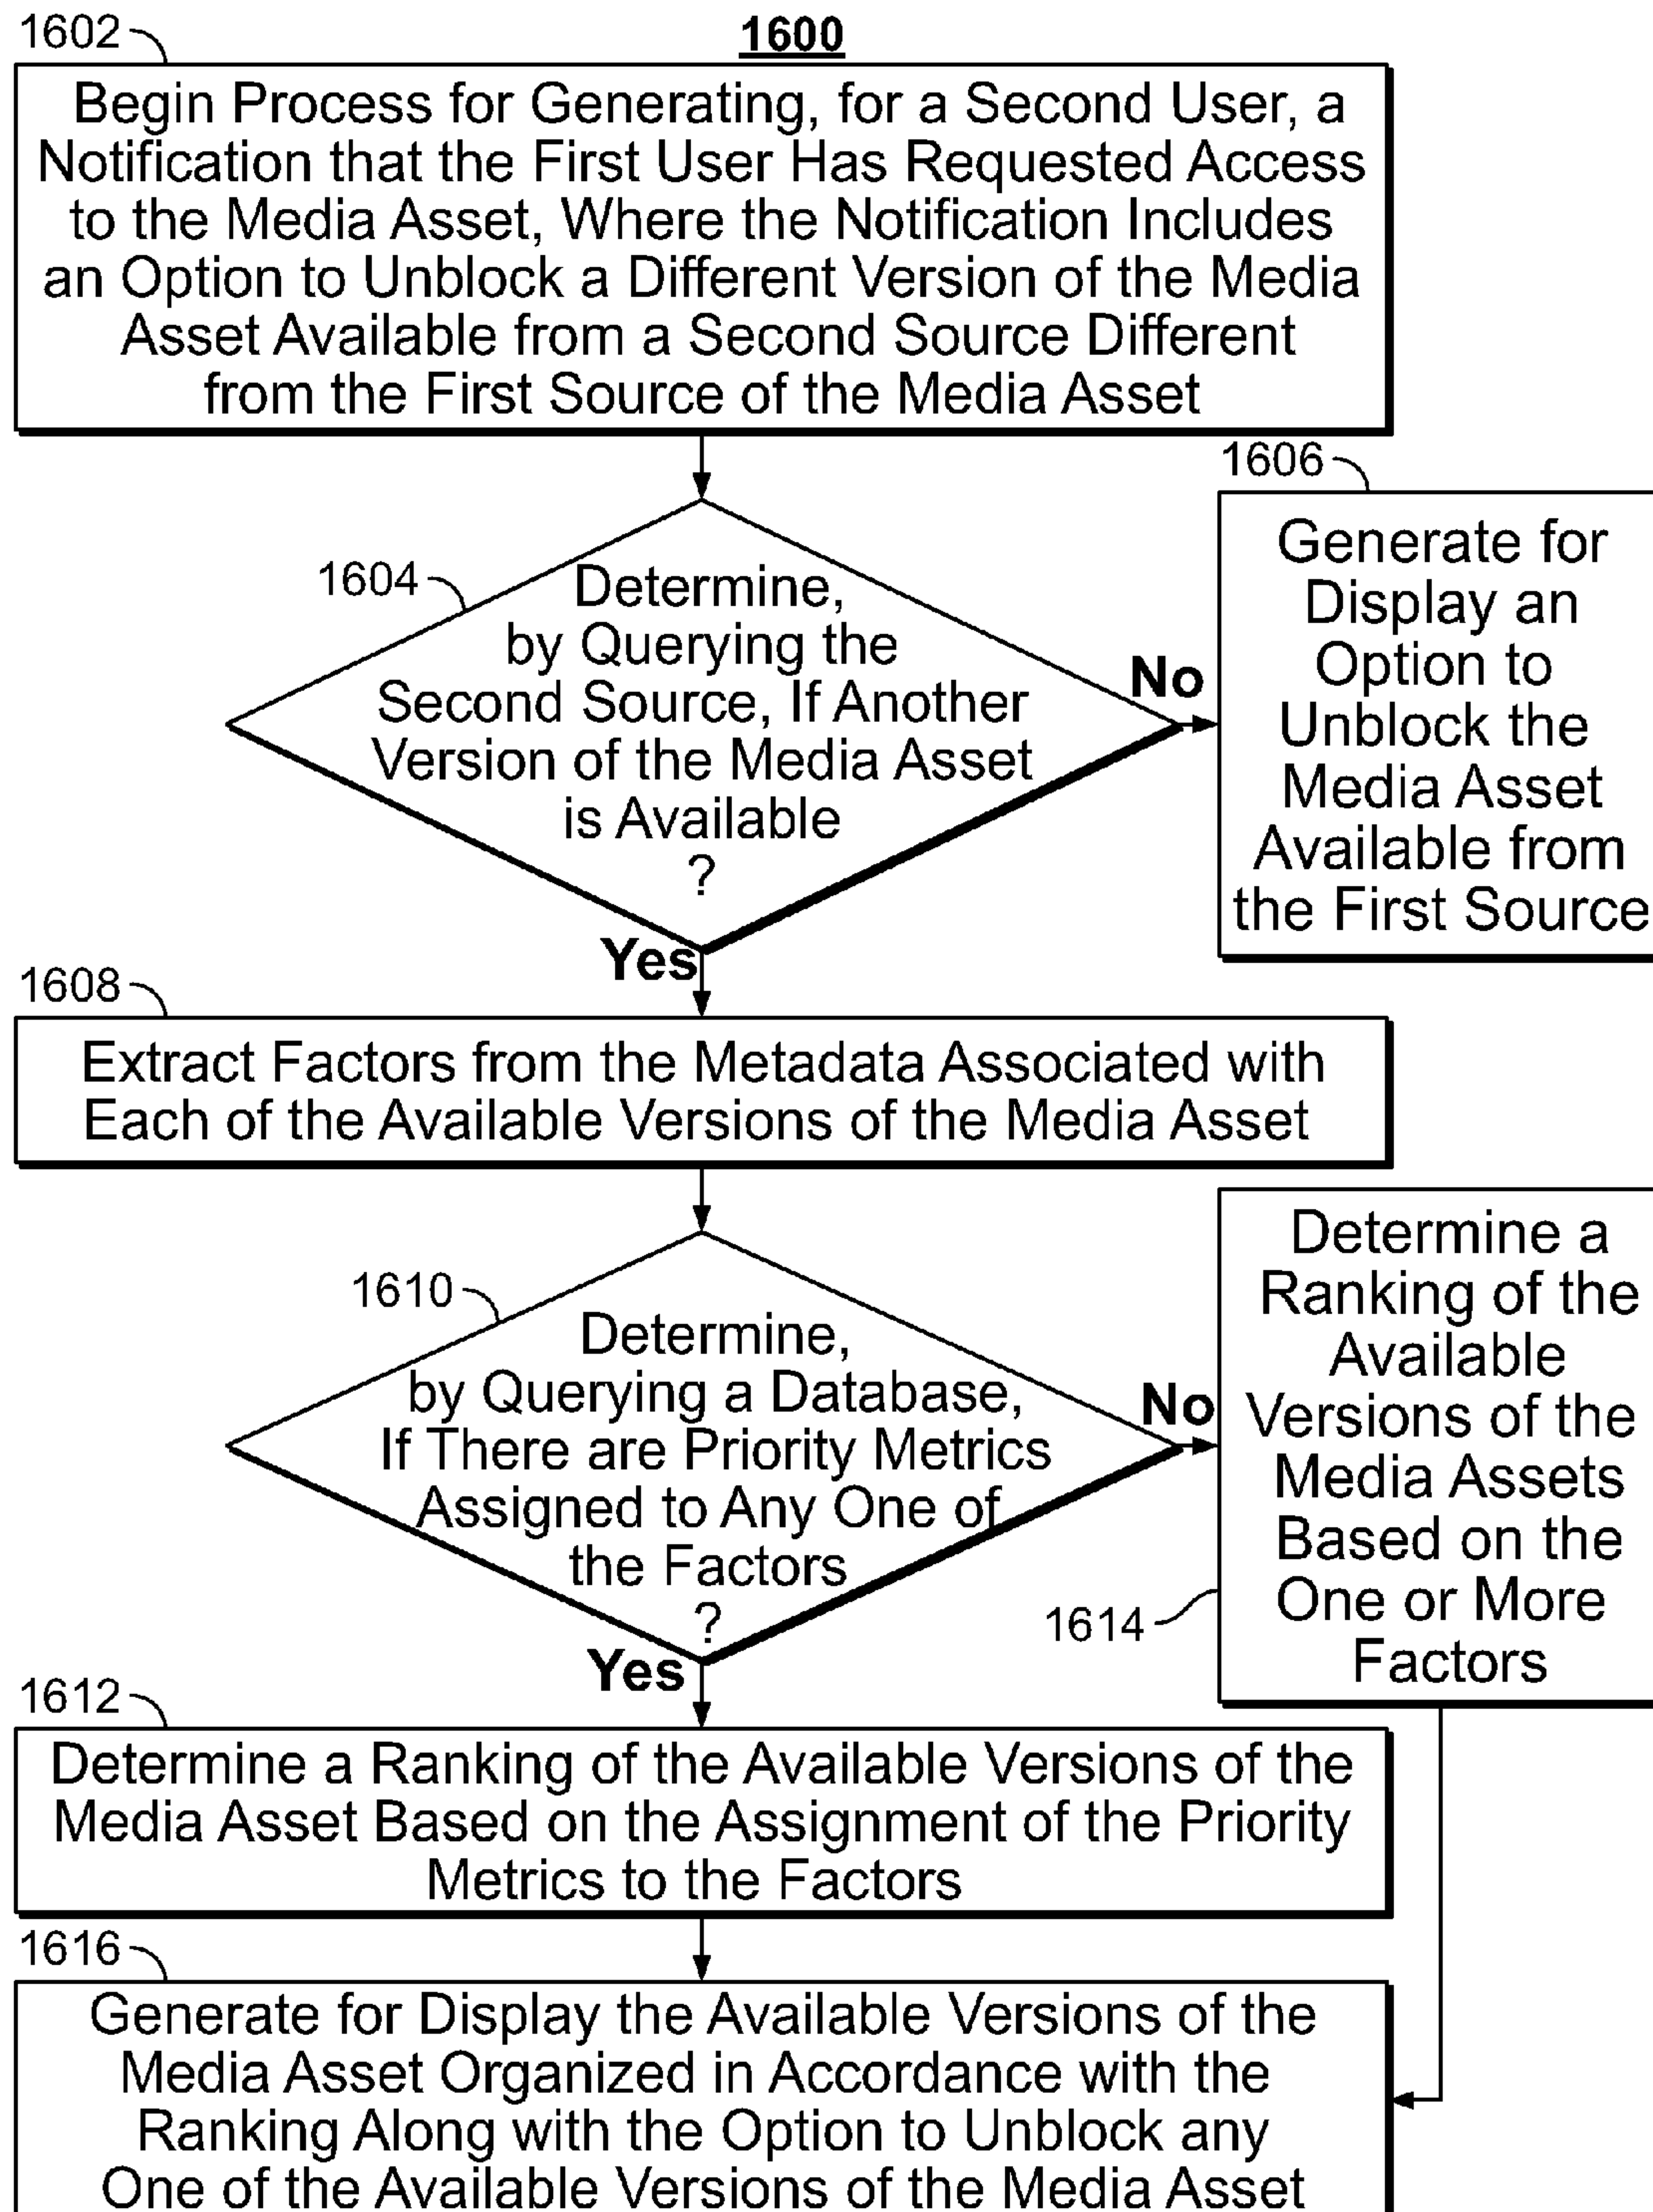 1600
1602
Begin Process for Generating, for a Second User, a
Notification that the First User Has Requested Access
to the Media Asset, Where the Notification Includes
an Option to Unblock a Different Version of the Media
Asset Available from a Second Source Different
from the First Source of the Media Asset
1604
Determine,
by Querying the
Second Source, If Another
Version of the Media Asset
is Available
?
No
1606
Generate for
Display an
Option to
Unblock the
Media Asset
Available from
the First Source
Yes
1608
Extract Factors from the Metadata Associated with
Each of the Available Versions of the Media Asset
1610
Determine,
by Querying a Database,
If There are Priority Metrics
Assigned to Any One of
the Factors
?
No
1614
Determine a
Ranking of the
Available
Versions of the
Media Assets
Based on the
One or More
Factors
Yes
1612
Determine a Ranking of the Available Versions of the
Media Asset Based on the Assignment of the Priority
Metrics to the Factors
1616
Generate for Display the Available Versions of the
Media Asset Organized in Accordance with the
Ranking Along with the Option to Unblock any
One of the Available Versions of the Media Asset